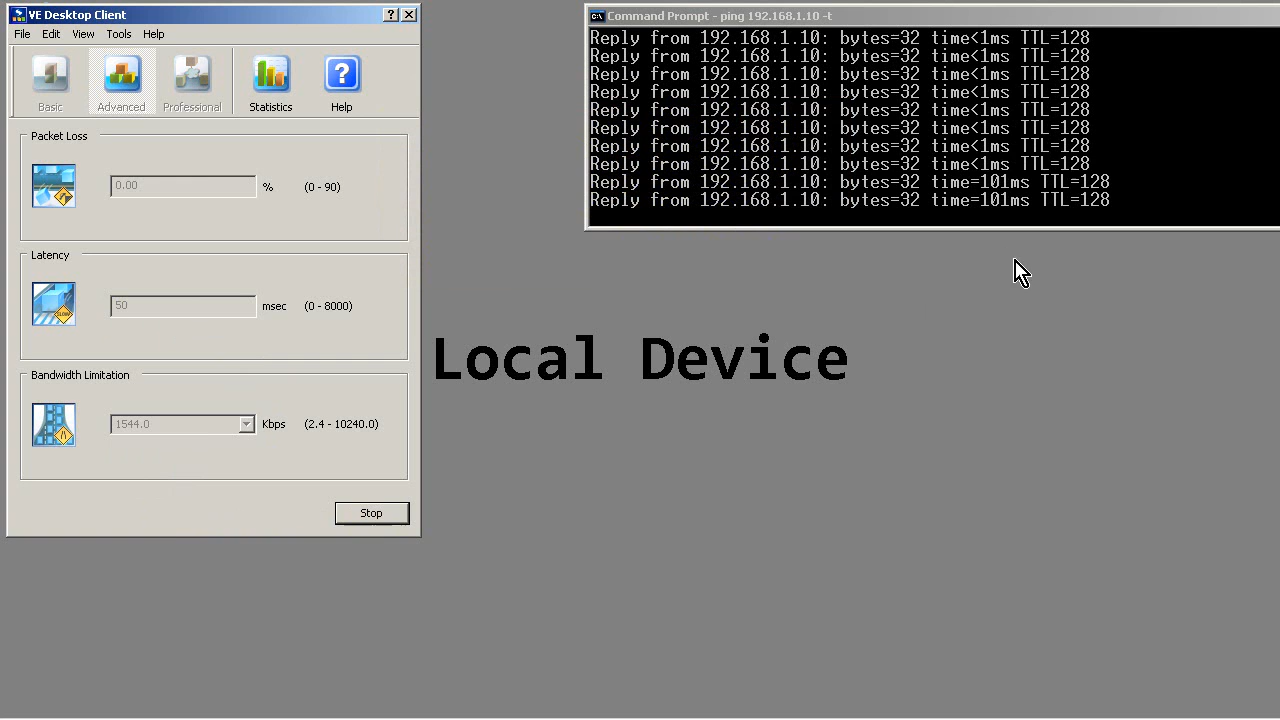 VE Desktop Client
File Edit View Tools Help
Basic Advanced Professional Statistics Help
Packet Loss
0.00 % (0 - 90)
Latency
50 msec (0 - 8000)
Bandwidth Limitation
1544.0 Kbps (2.4 - 10240.0)
Stop
Command Prompt - ping 192.168.1.10 -t
Reply from 192.168.1.10: bytes=32 time<1ms TTL=128
Reply from 192.168.1.10: bytes=32 time<1ms TTL=128
Reply from 192.168.1.10: bytes=32 time<1ms TTL=128
Reply from 192.168.1.10: bytes=32 time<1ms TTL=128
Reply from 192.168.1.10: bytes=32 time<1ms TTL=128
Reply from 192.168.1.10: bytes=32 time<1ms TTL=128
Reply from 192.168.1.10: bytes=32 time<1ms TTL=128
Reply from 192.168.1.10: bytes=32 time<1ms TTL=128
Reply from 192.168.1.10: bytes=32 time=101ms TTL=128
Reply from 192.168.1.10: bytes=32 time=101ms TTL=128
Local Device